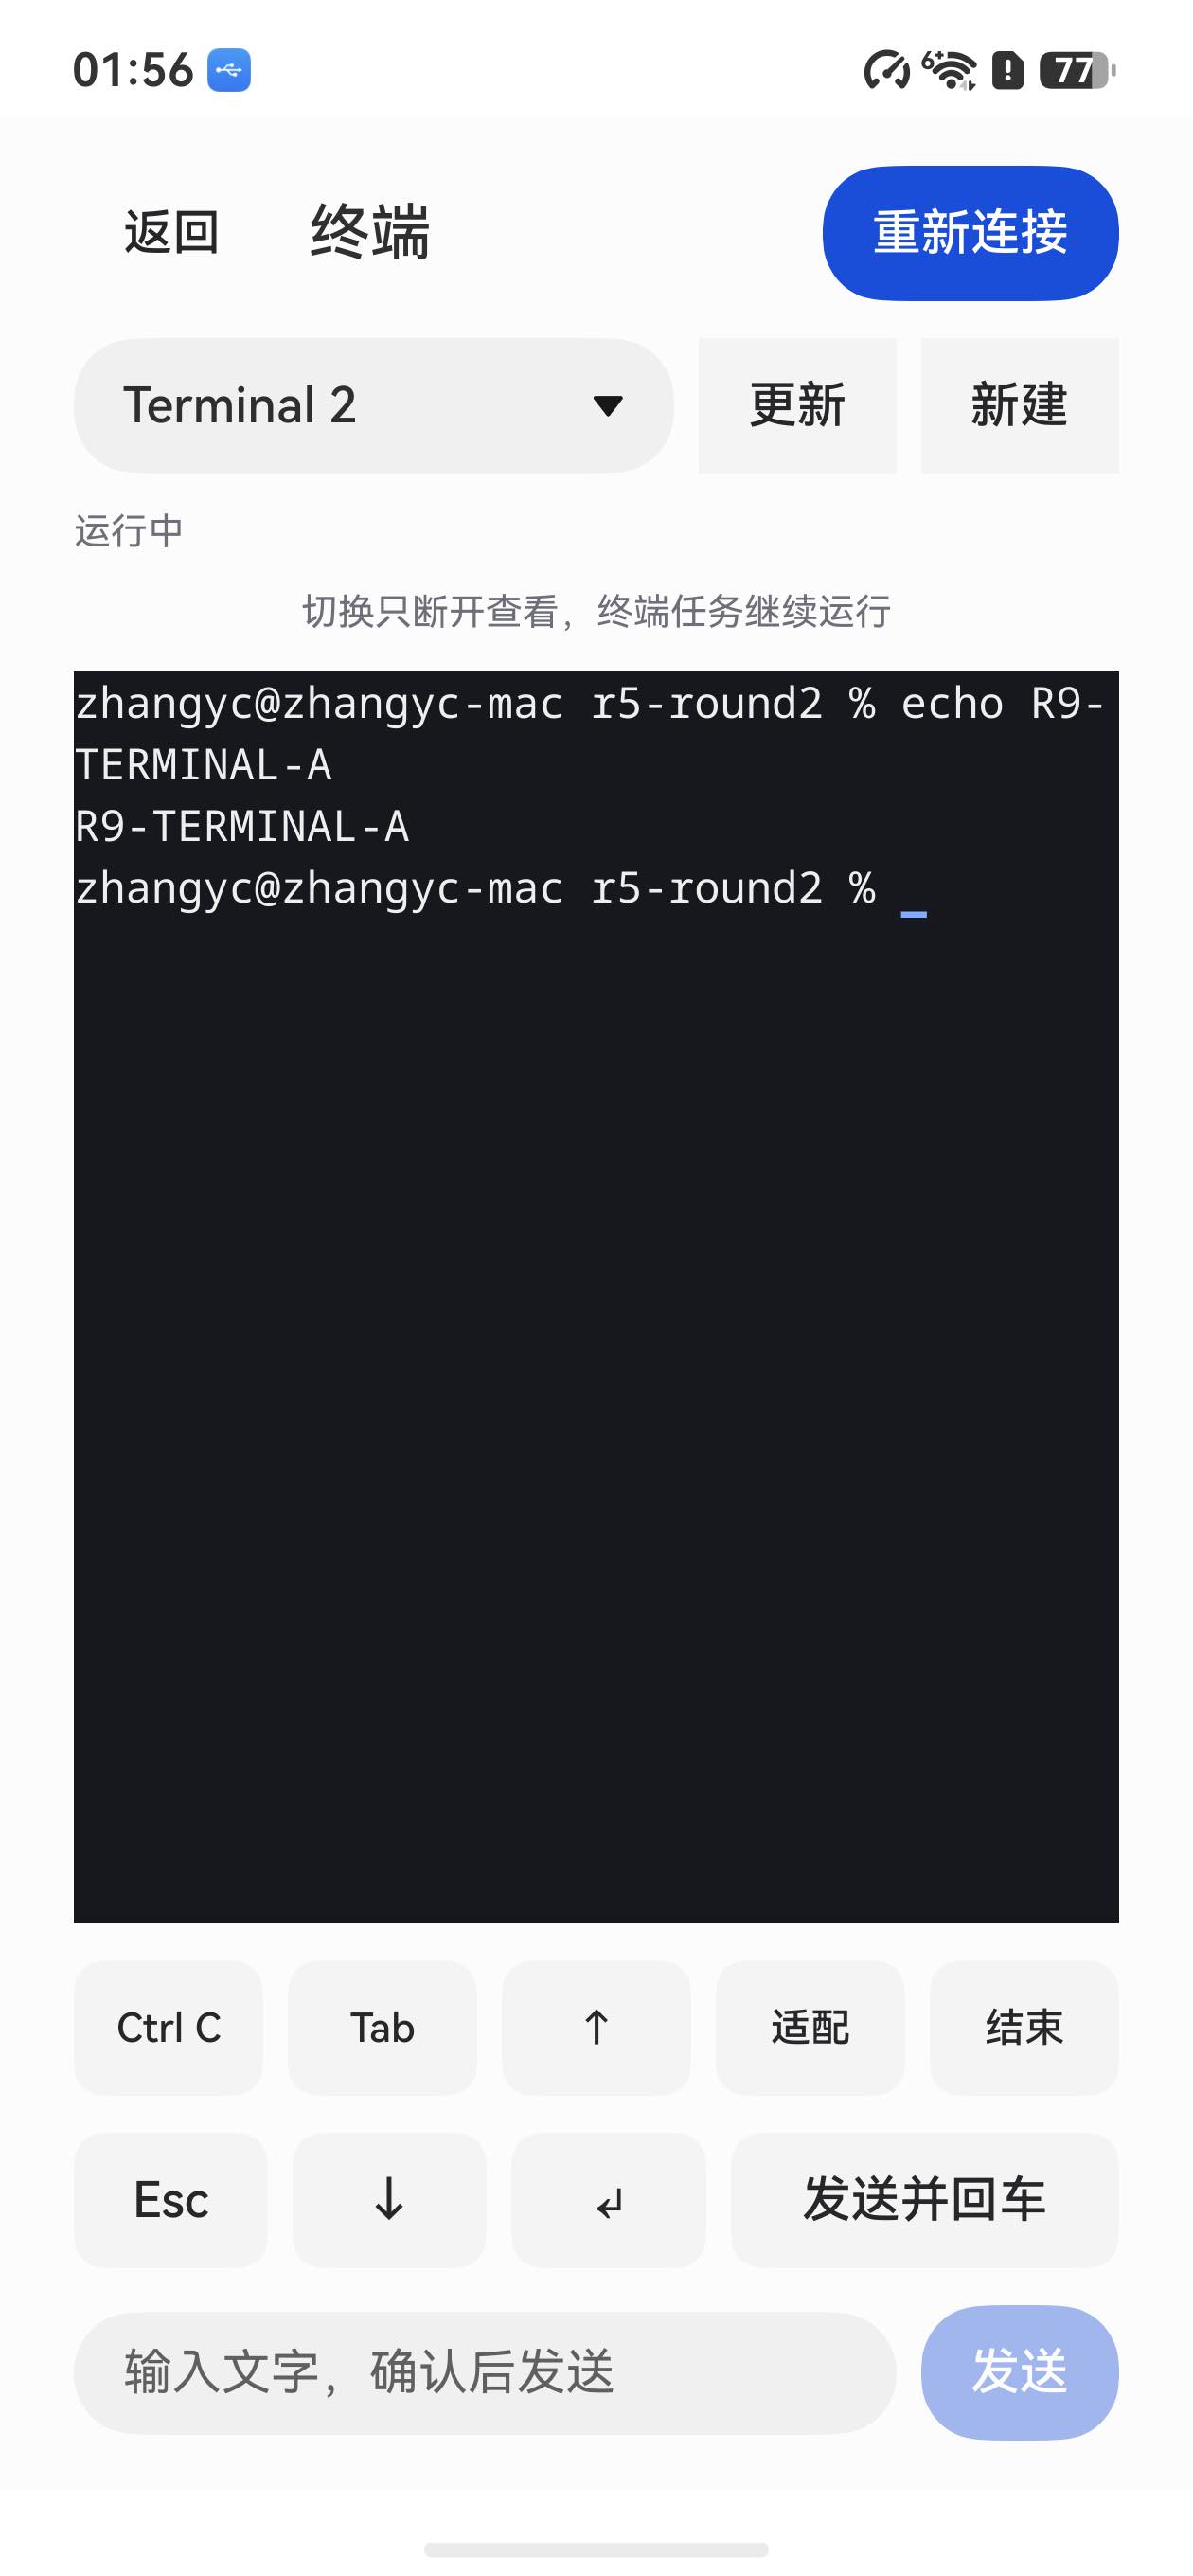 01:56
6+
77
返回 终端 重新连接
Terminal 2 更新 新建
运行中
切换只断开查看，终端任务继续运行
zhangyc@zhangyc-mac r5-round2 % echo R9-
TERMINAL-A
R9-TERMINAL-A
zhangyc@zhangyc-mac r5-round2 %
Ctrl C Tab ↑ 适配 结束
Esc ↓ ↲ 发送并回车
输入文字，确认后发送 发送